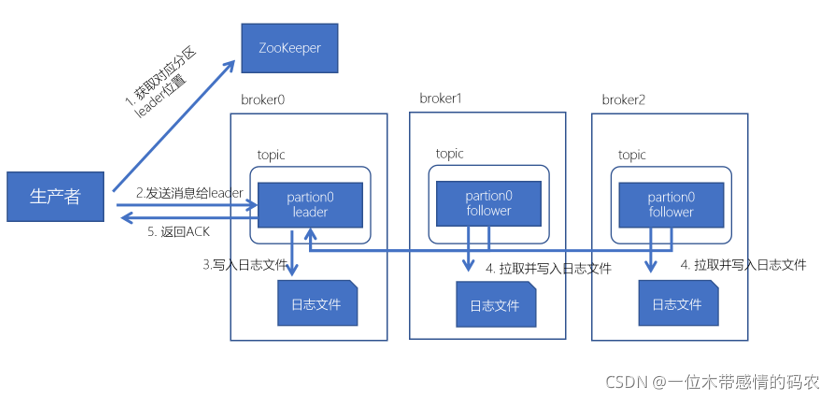 ZooKeeper
1. 获取对应分区
leader位置
broker0
broker1
broker2
topic
topic
topic
生产者
2.发送消息给leader
partion0
leader
partion0
follower
partion0
follower
5. 返回ACK
3.写入日志文件
4. 拉取并写入日志文件
4. 拉取并写入日志文件
日志文件
日志文件
日志文件
CSDN @一位木带感情的码农